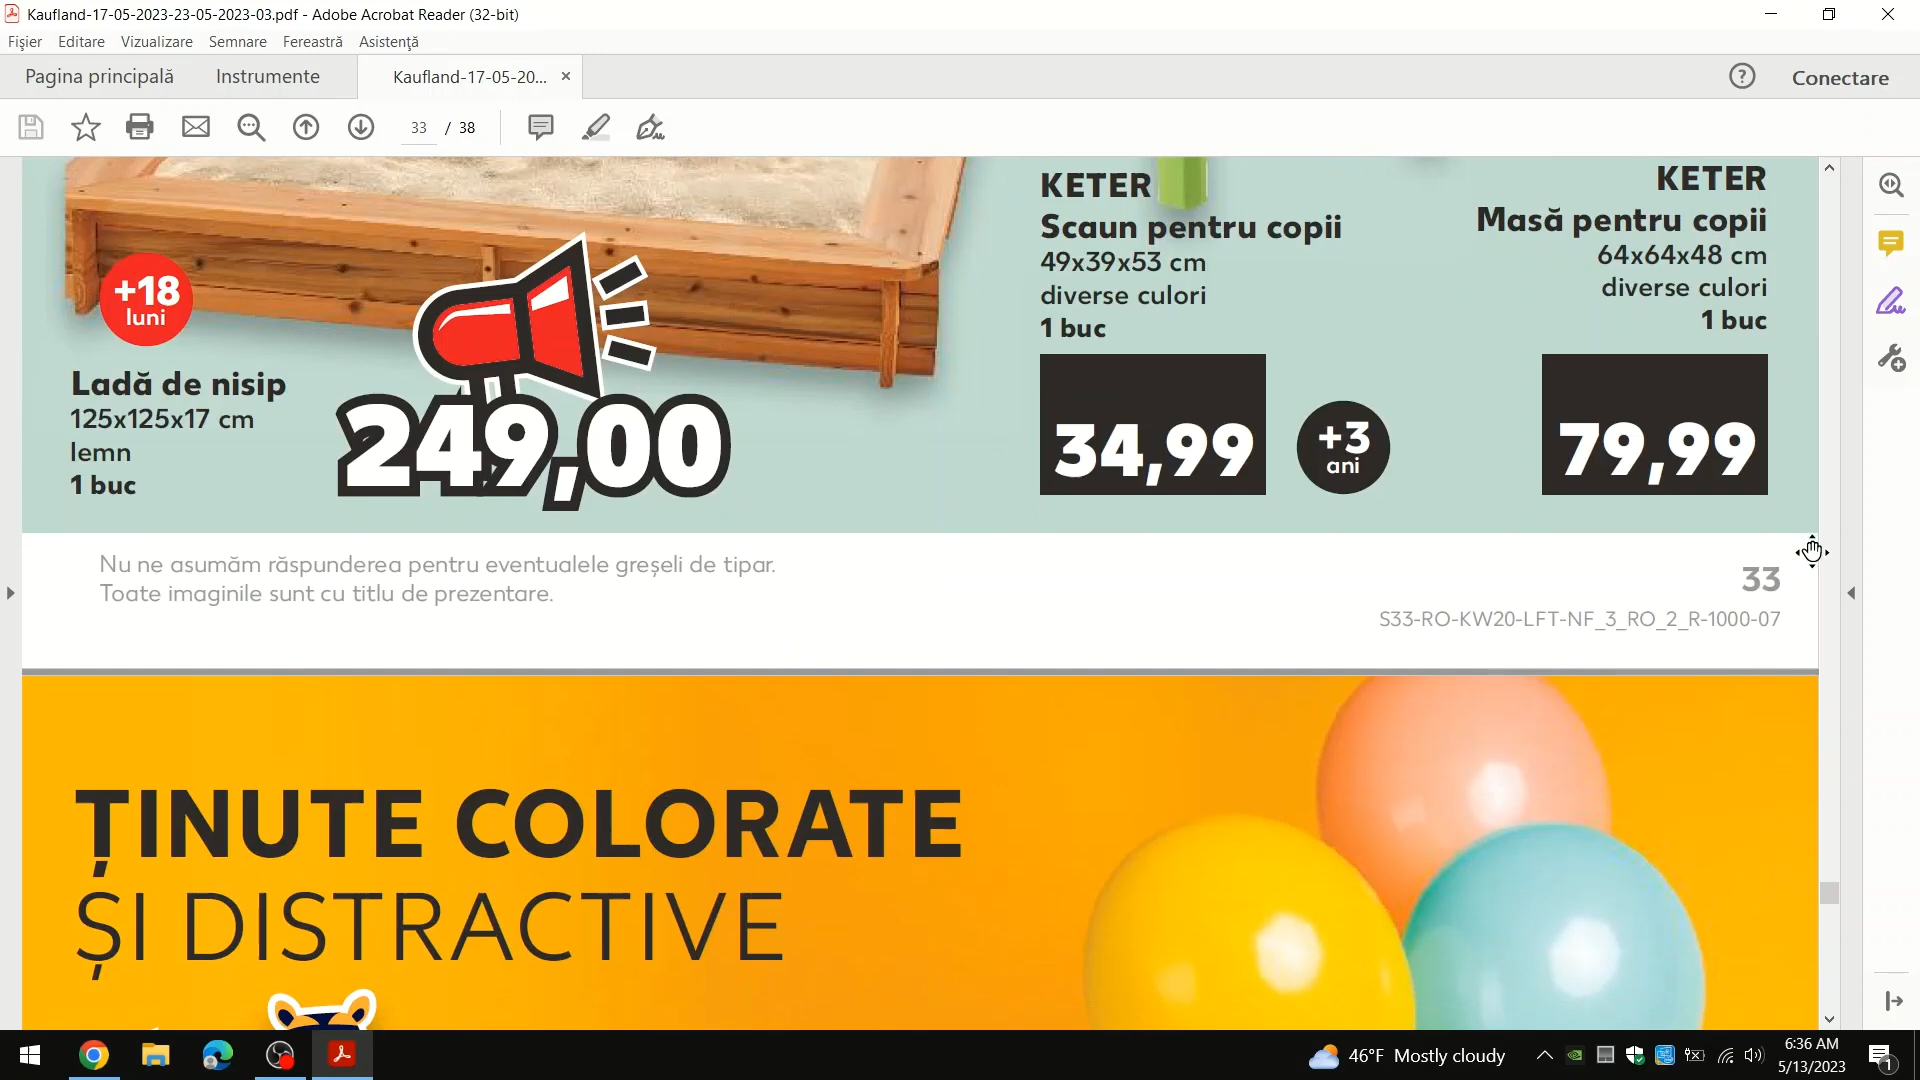 Kaufland-17-05-2023-23-05-2023-03.pdf - Adobe Acrobat Reader (32-bit)
Fișier Editare Vizualizare Semnare Fereastră Asistență
Pagina principală Instrumente Kaufland-17-05-20... Conectare
33 / 38
KETER
Scaun pentru copii
49x39x53 cm
diverse culori
1 buc
34,99
+3
ani
KETER
Masă pentru copii
64x64x48 cm
diverse culori
1 buc
79,99
+18
luni
Ladă de nisip
125x125x17 cm
lemn
1 buc
249,00
Nu ne asumăm răspunderea pentru eventualele greșeli de tipar.
Toate imaginile sunt cu titlu de prezentare.
33
S33-RO-KW20-LFT-NF_3_RO_2_R-1000-07
ȚINUTE COLORATE
ȘI DISTRACTIVE
46°F Mostly cloudy
6:36 AM
5/13/2023
1